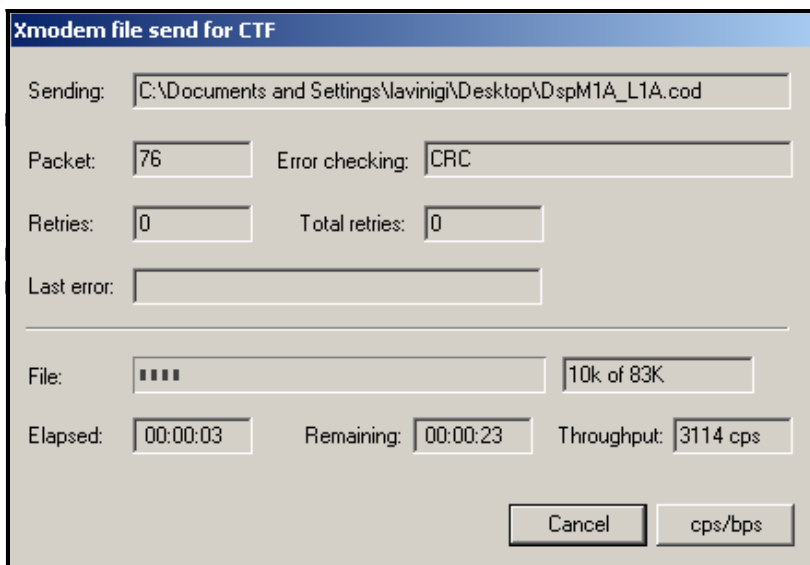 Xmodem file send for CTF
Sending: C:\Documents and Settings\lavinigi\Desktop\DspM1A_L1A.cod
Packet: 76 Error checking: CRC
Retries: 0 Total retries: 0
Last error:
File: 10k of 83K
Elapsed: 00:00:03 Remaining: 00:00:23 Throughput: 3114 cps
Cancel cps/bps